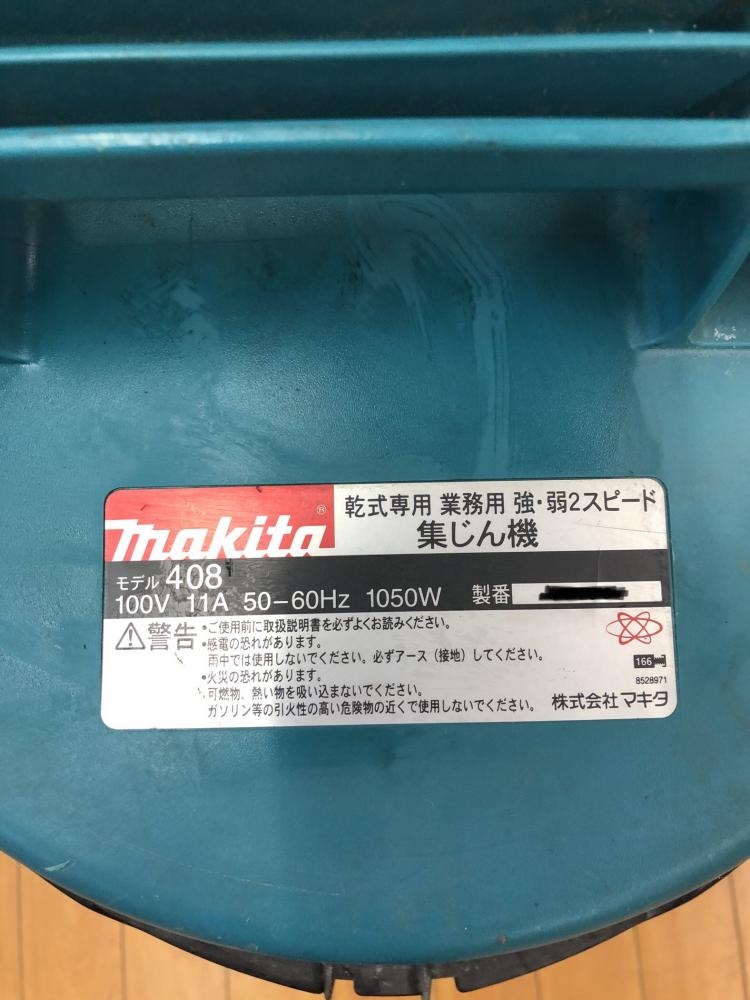 makita®
乾式専用 業務用 強・弱2スピード
集じん機
モデル 408
100V 11A 50-60Hz 1050W 製番
⚠警告
•ご使用前に取扱説明書を必ずよくお読みください。
•感電の恐れがあります。
雨中では使用しないでください。必ずアース(接地)してください。
•火災の恐れがあります。
可燃物、熱い物を吸い込まないでください。
ガソリン等の引火性の高い危険物の近くで使用しないでください。
166
8528971
株式会社マキタ